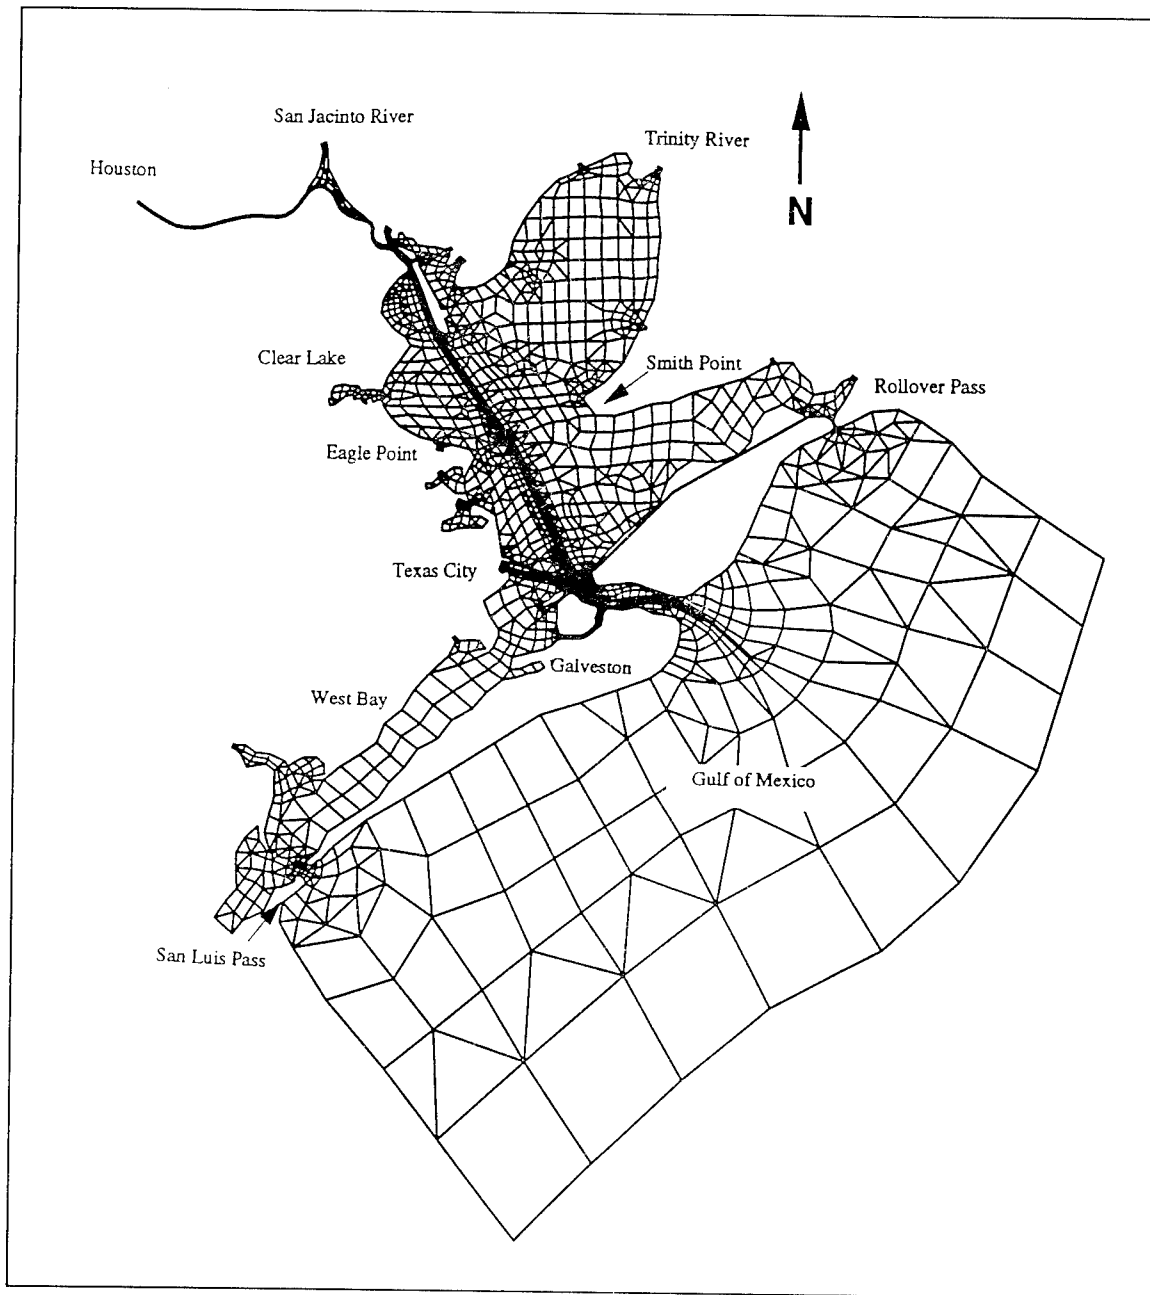 San Jacinto River
Trinity River
Houston
N
Clear Lake
Smith Point
Rollover Pass
Eagle Point
Texas City
Galveston
West Bay
Gulf of Mexico
San Luis Pass